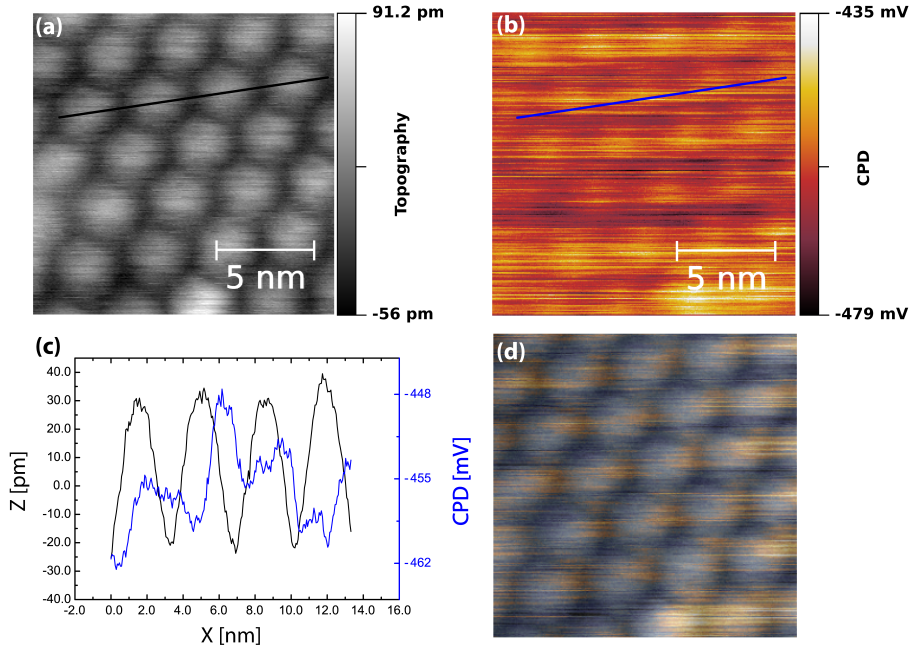 (a)
91.2 pm
Topography
-56 pm
5 nm
(b)
-435 mV
CPD
-479 mV
5 nm
(c)
40.0
30.0
20.0
10.0
0.0
-10.0
-20.0
-30.0
-40.0
Z [pm]
-2.0 0.0 2.0 4.0 6.0 8.0 10.0 12.0 14.0 16.0
X [nm]
-448
-455
-462
CPD [mV]
(d)